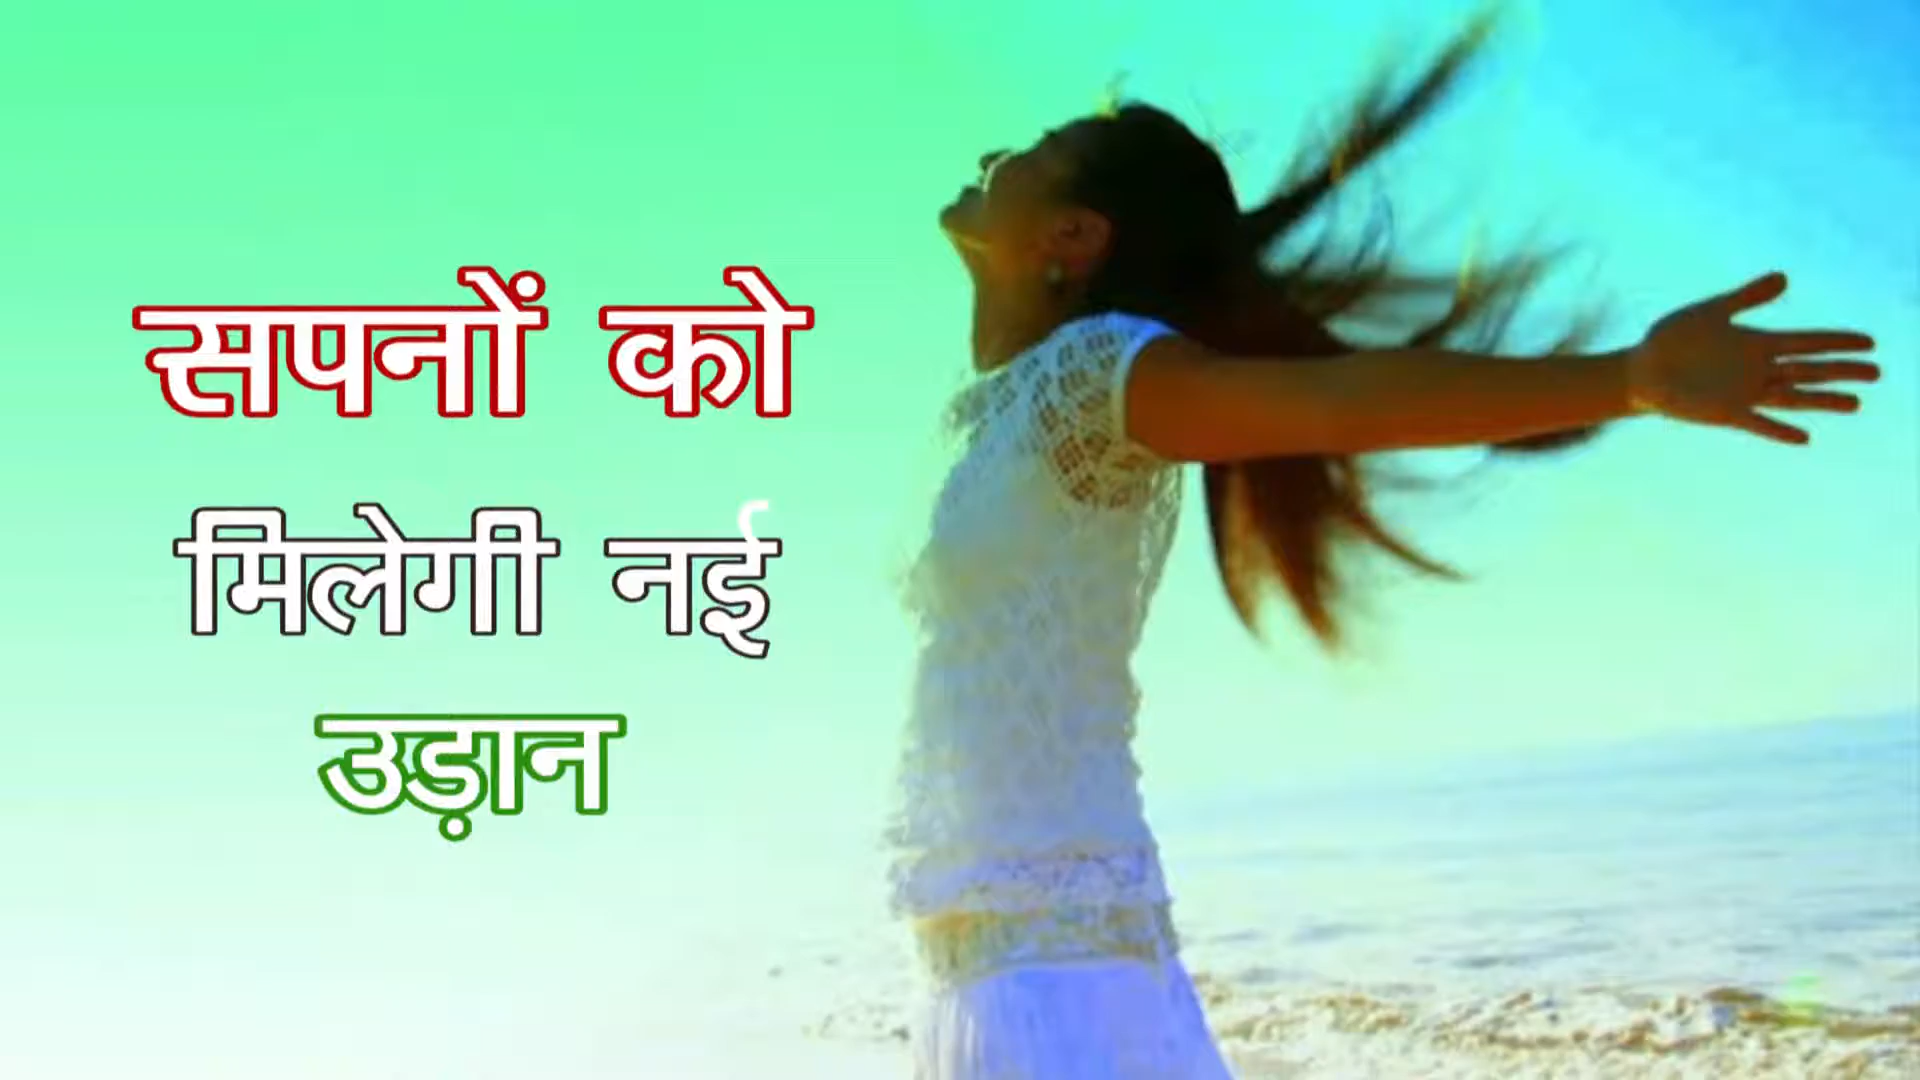 सपनों को
मिलेगी नई
उड़ान